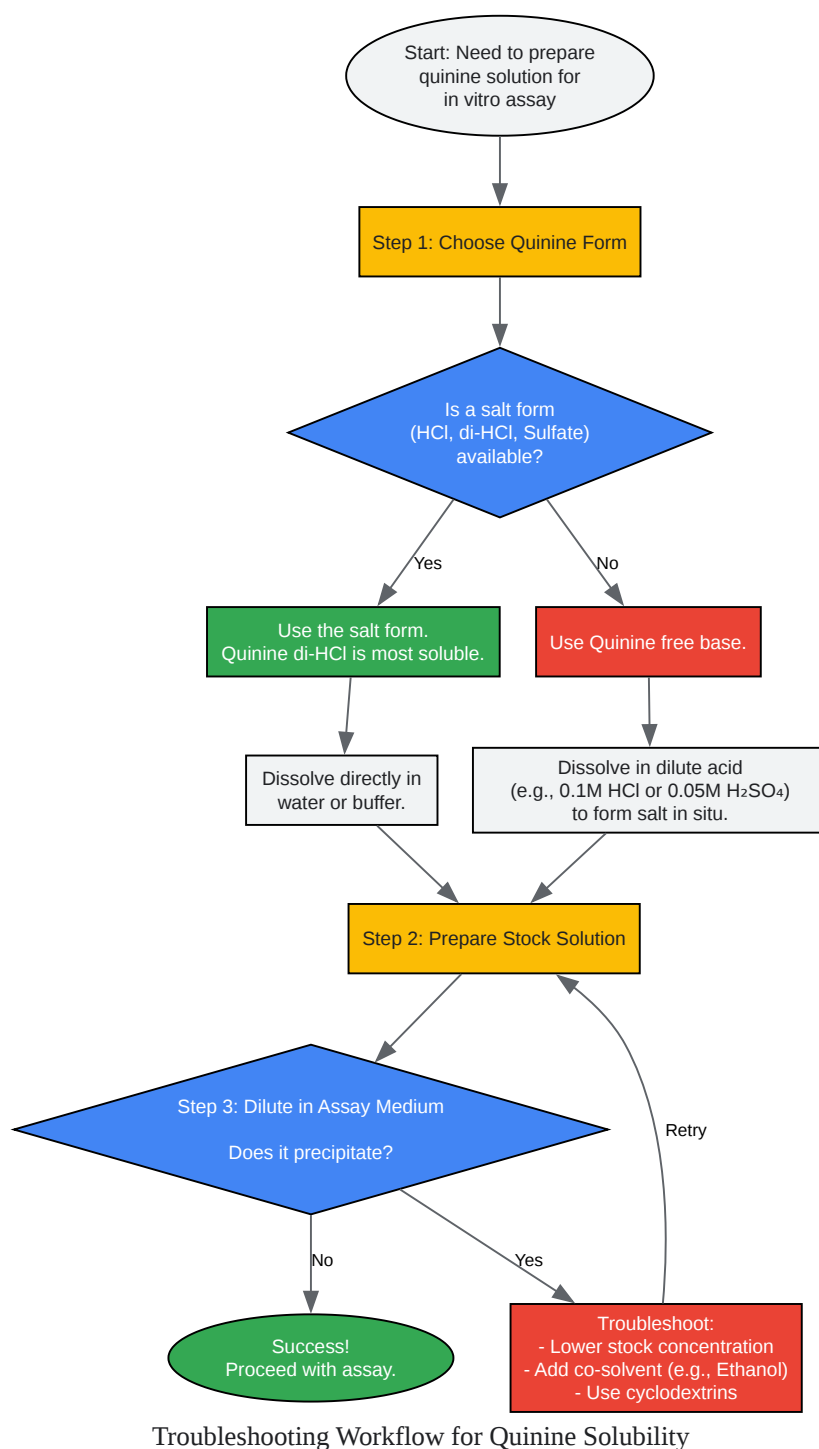 Start: Need to prepare
quinine solution for
in vitro assay
Step 1: Choose Quinine Form
Is a salt form
(HCl, di-HCl, Sulfate)
available?
Yes
No
Use the salt form.
Quinine di-HCl is most soluble.
Use Quinine free base.
Dissolve directly in
water or buffer.
Dissolve in dilute acid
(e.g., 0.1M HCl or 0.05M H₂SO₄)
to form salt in situ.
Step 2: Prepare Stock Solution
Step 3: Dilute in Assay Medium
Does it precipitate?
Retry
No
Yes
Success!
Proceed with assay.
Troubleshoot:
- Lower stock concentration
- Add co-solvent (e.g., Ethanol)
- Use cyclodextrins
Troubleshooting Workflow for Quinine Solubility